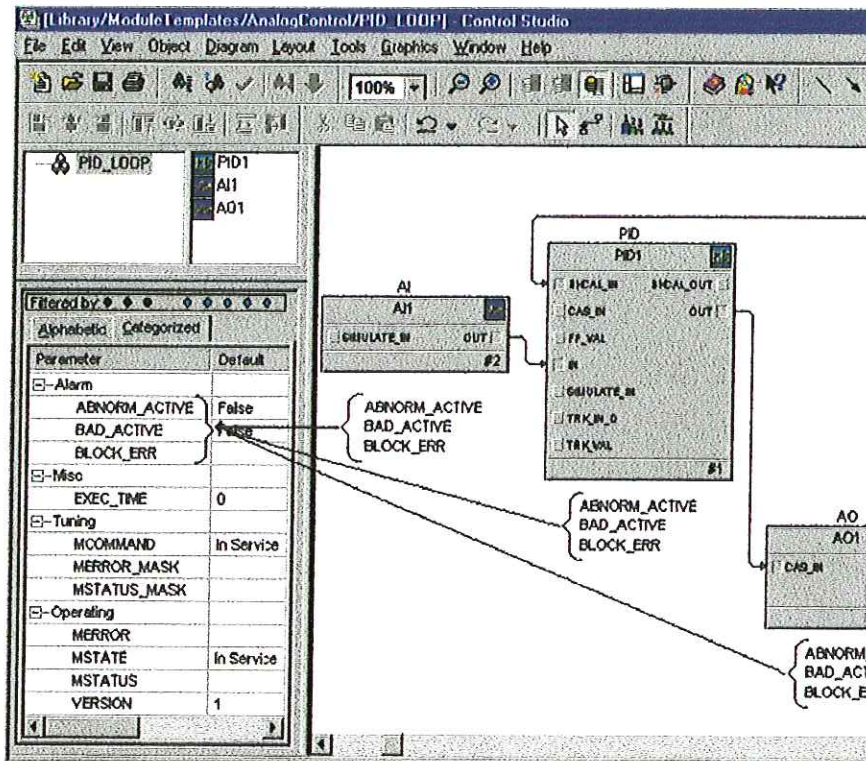 [Library/ModuleTemplates/AnalogControl/PID_LOOP] - Control Studio
File Edit View Object Diagram Layout Tools Graphics Window Help
100%
PID_LOOP
PID1
AI1
AO1
Filtered by
Alphabetic Categorized
Parameter Default
Alarm
ABNORM_ACTIVE False
BAD_ACTIVE False
BLOCK_ERR
Misc
EXEC_TIME 0
Tuning
MCOMMAND In Service
MERROR_MASK
MSTATUS_MASK
Operating
MERROR
MSTATE In Service
MSTATUS
VERSION 1
AI
AI1
SIMULATE_IN OUT
#2
ABNORM_ACTIVE
BAD_ACTIVE
BLOCK_ERR
PID
PID1
BKCAL_IN BKCAL_OUT
CAS_IN OUT
FF_VAL
IN
SIMULATE_IN
TRK_IN_D
TRK_VAL
#1
ABNORM_ACTIVE
BAD_ACTIVE
BLOCK_ERR
AO
AO1
CAS_IN
ABNORM_
BAD_ACTI
BLOCK_E